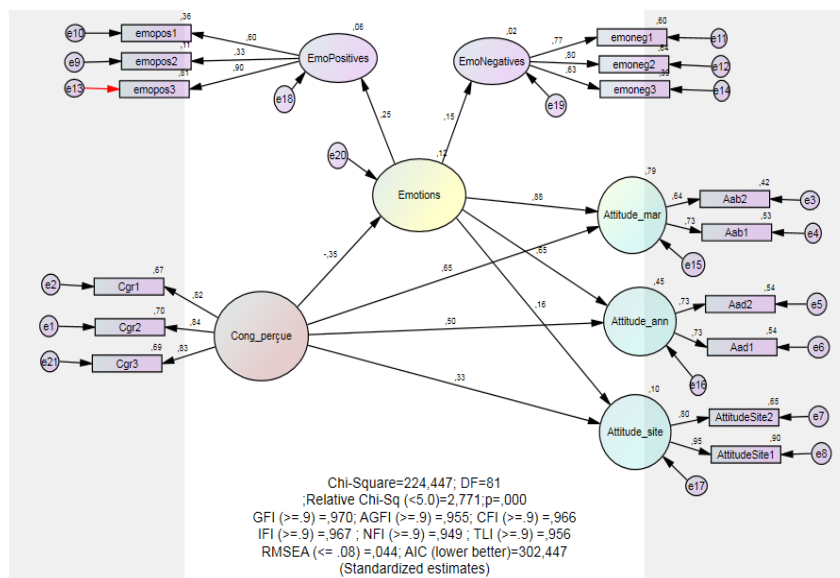 ,36
e10
emopos1
,60
,06
,02
,77
,60
emoneg1
e11
,11
e9
emopos2
,33
EmoPositives
EmoNegatives
,80
,64
emoneg2
e12
,81
e13
emopos3
,90
e18
,63
emoneg3
e14
e19
,25
,15
,12
e20
Emotions
,79
,88
,64
,42
Aab2
e3
Attitude_mar
,73
,53
Aab1
e4
-,35
,65
,65
e15
,67
e2
Cgr1
,82
,45
,54
,16
,73
Aad2
e5
,70
e1
Cgr2
,84
Cong_perçue
,50
Attitude_ann
,73
,54
Aad1
e6
,69
e21
Cgr3
,83
,33
e16
,10
,65
,80
AttitudeSite2
e7
Attitude_site
,95
,90
AttitudeSite1
e8
e17
Chi-Square=224,447; DF=81
;Relative Chi-Sq (<5.0)=2,771;p=,000
GFI (>=.9) =,970; AGFI (>=.9) =,955; CFI (>=.9) =,966
IFI (>=.9) =,967 ; NFI (>=.9) =,949 ; TLI (>=.9) =,956
RMSEA (<= .08) =,044; AIC (lower better)=302,447
(Standardized estimates)